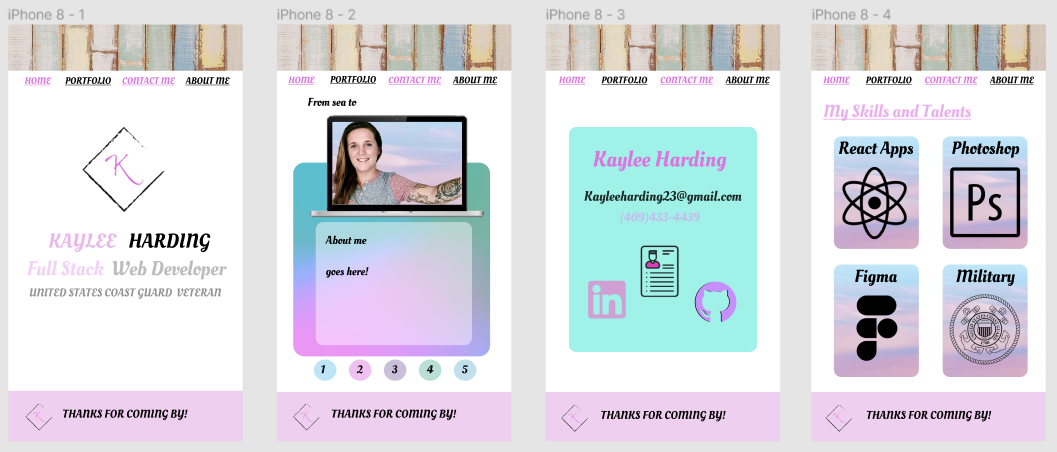 iPhone 8 - 1
HOME PORTFOLIO CONTACT ME ABOUT ME
K
KAYLEE HARDING
Full Stack Web Developer
UNITED STATES COAST GUARD VETERAN
K
THANKS FOR COMING BY!
iPhone 8 - 2
HOME PORTFOLIO CONTACT ME ABOUT ME
From sea to
About me
goes here!
1 2 3 4 5
K
THANKS FOR COMING BY!
iPhone 8 - 3
HOME PORTFOLIO CONTACT ME ABOUT ME
Kaylee Harding
Kayleeharding23@gmail.com
(409)433-4439
in
K
THANKS FOR COMING BY!
iPhone 8 - 4
HOME PORTFOLIO CONTACT ME ABOUT ME
My Skills and Talents
React Apps
Photoshop
Ps
Figma
Military
K
THANKS FOR COMING BY!